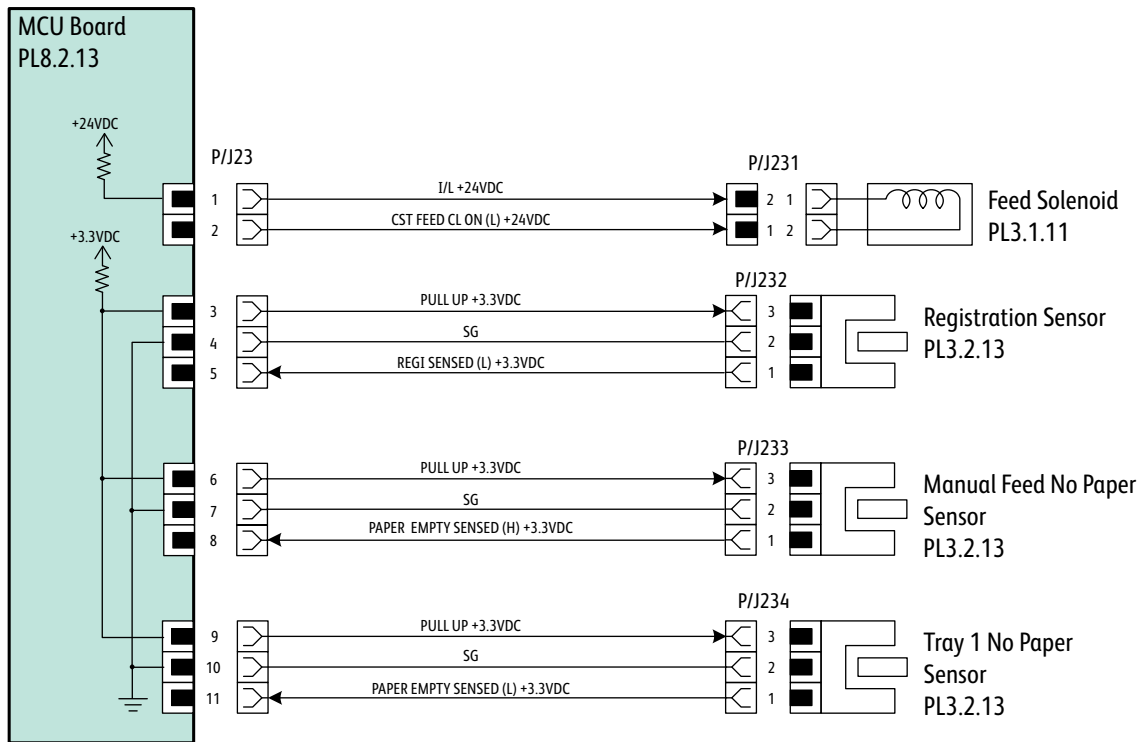 MCU Board
PL8.2.13
+24VDC
P/J23
P/J231
1 I/L +24VDC 2 1
2 CST FEED CL ON (L) +24VDC 1 2
Feed Solenoid
PL3.1.11
+3.3VDC
P/J232
3 PULL UP +3.3VDC 3
4 SG 2
5 REGI SENSED (L) +3.3VDC 1
Registration Sensor
PL3.2.13
P/J233
6 PULL UP +3.3VDC 3
7 SG 2
8 PAPER EMPTY SENSED (H) +3.3VDC 1
Manual Feed No Paper
Sensor
PL3.2.13
P/J234
9 PULL UP +3.3VDC 3
10 SG 2
11 PAPER EMPTY SENSED (L) +3.3VDC 1
Tray 1 No Paper
Sensor
PL3.2.13